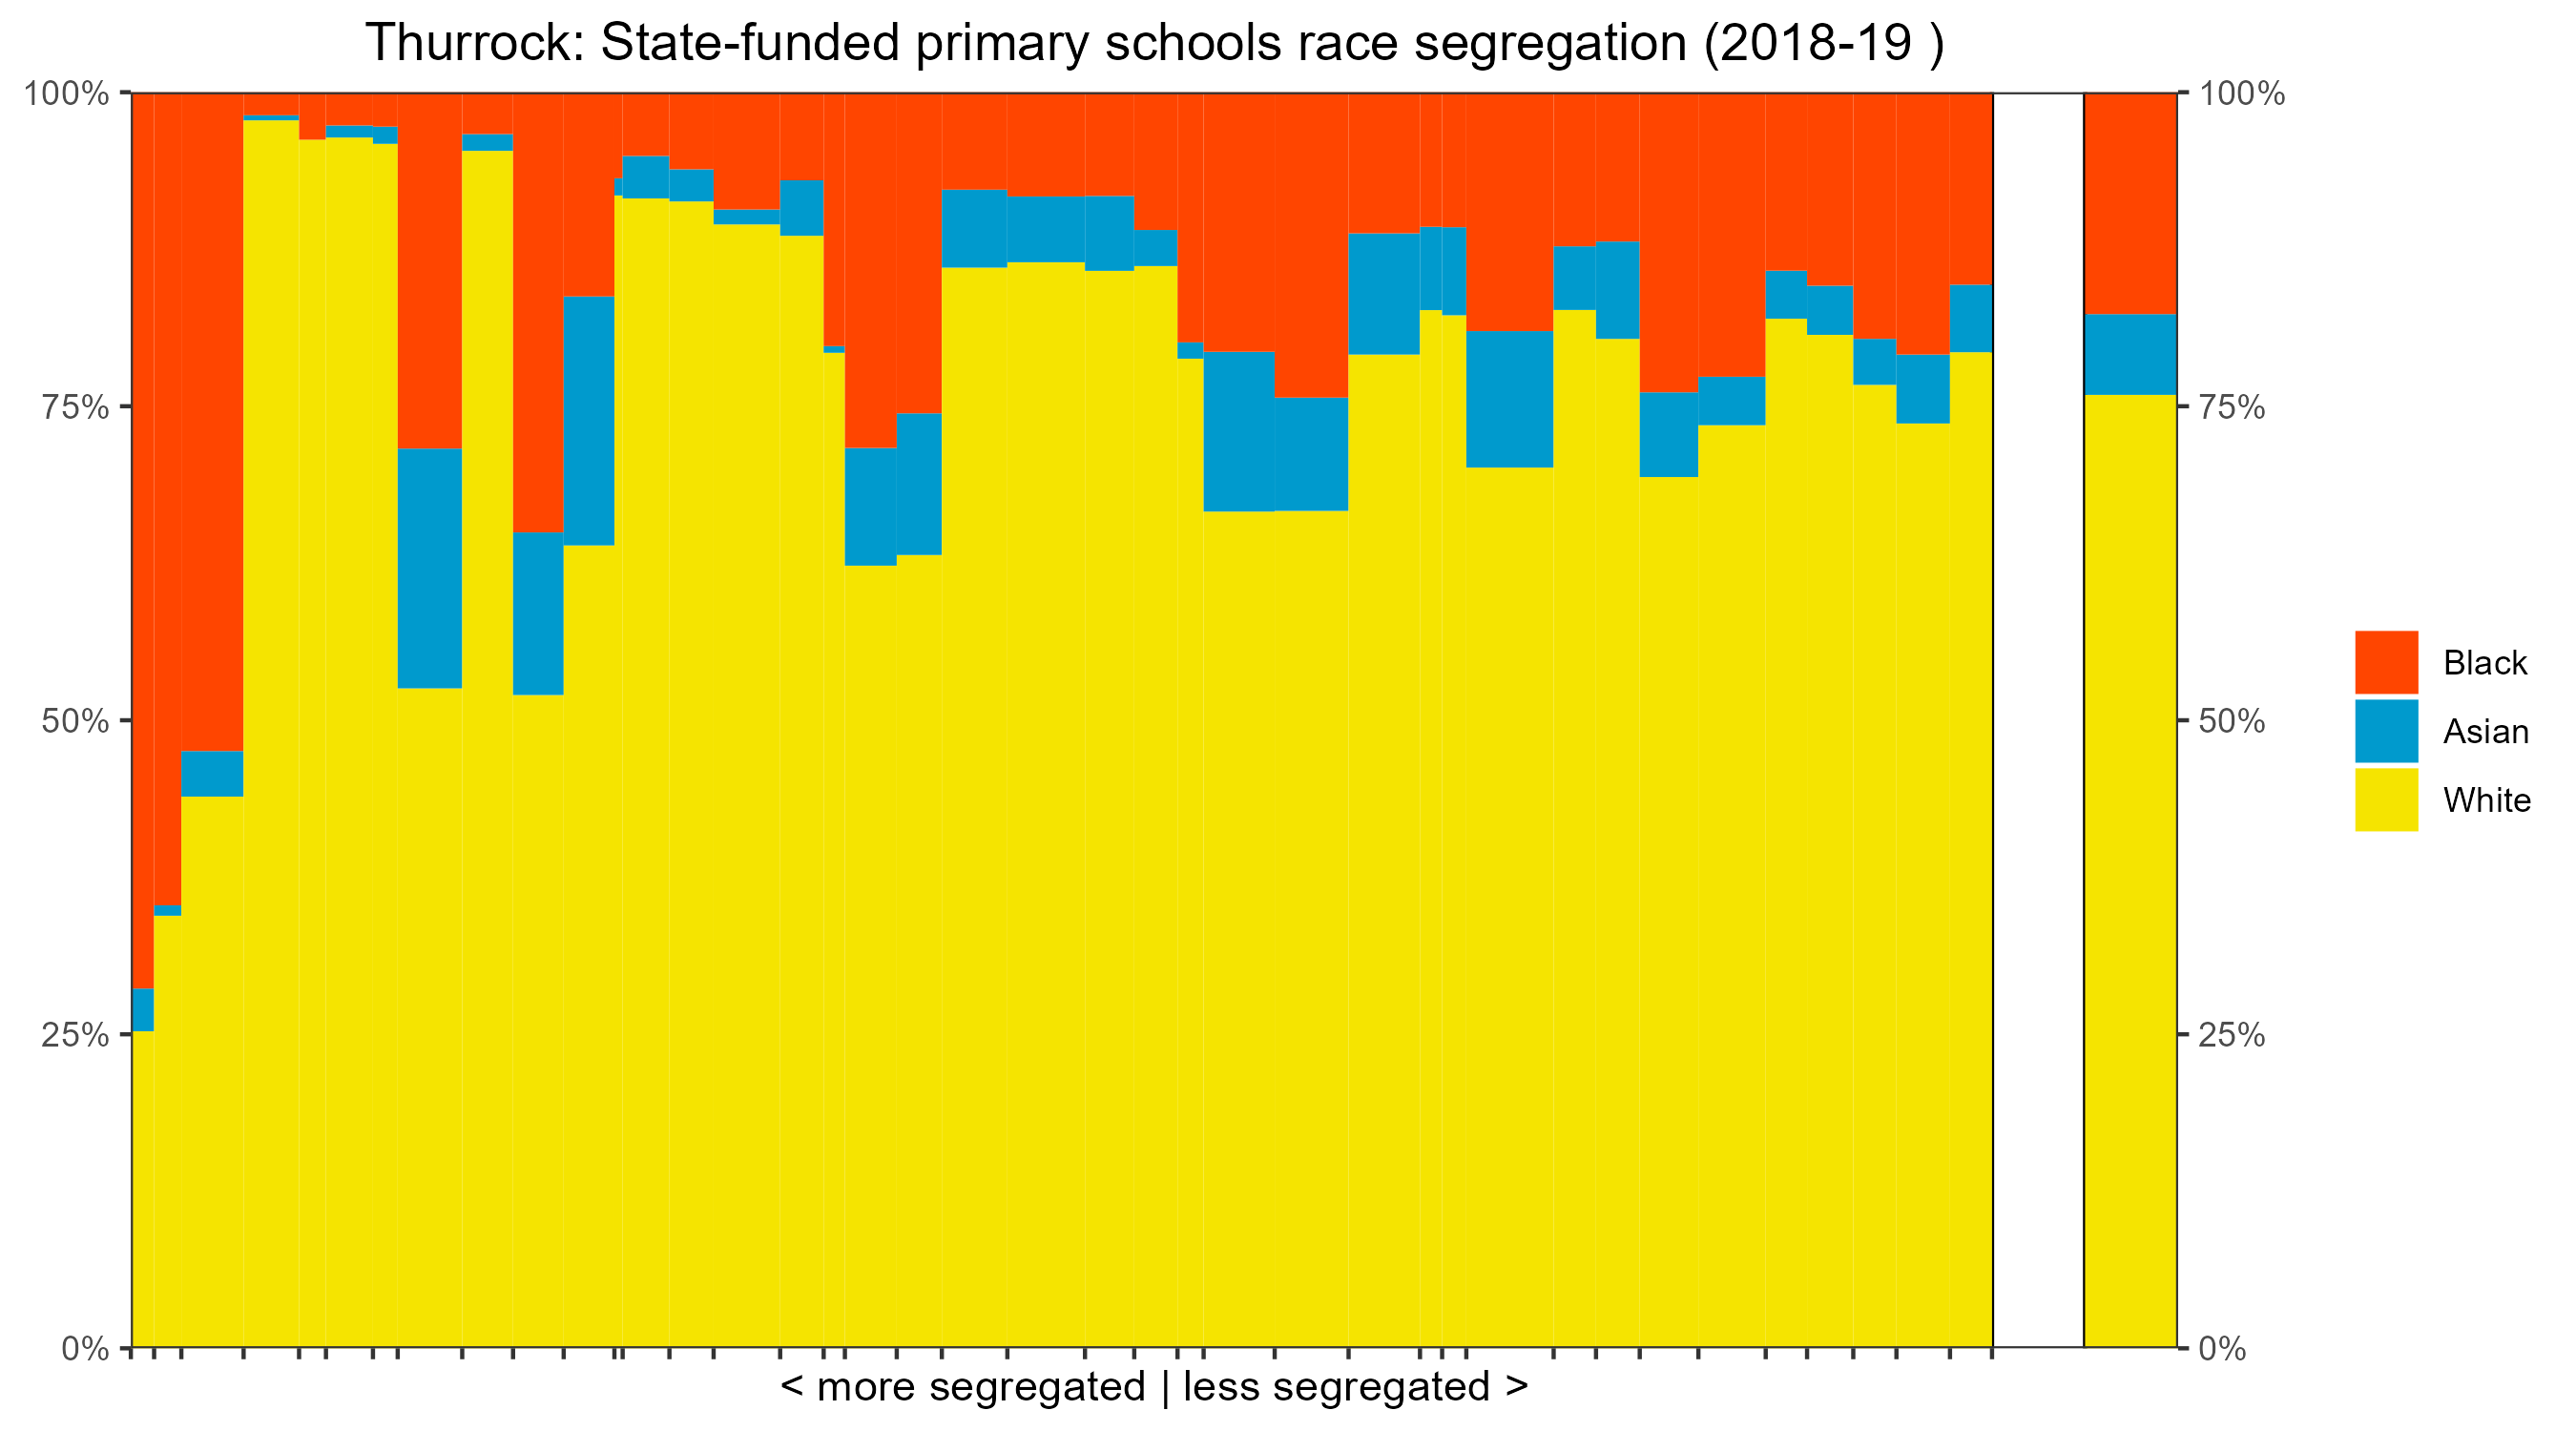 Thurrock: State-funded primary schools race segregation (2018-19 )
100%
75%
50%
25%
0%
100%
75%
50%
25%
0%
Black
Asian
White
< more segregated | less segregated >